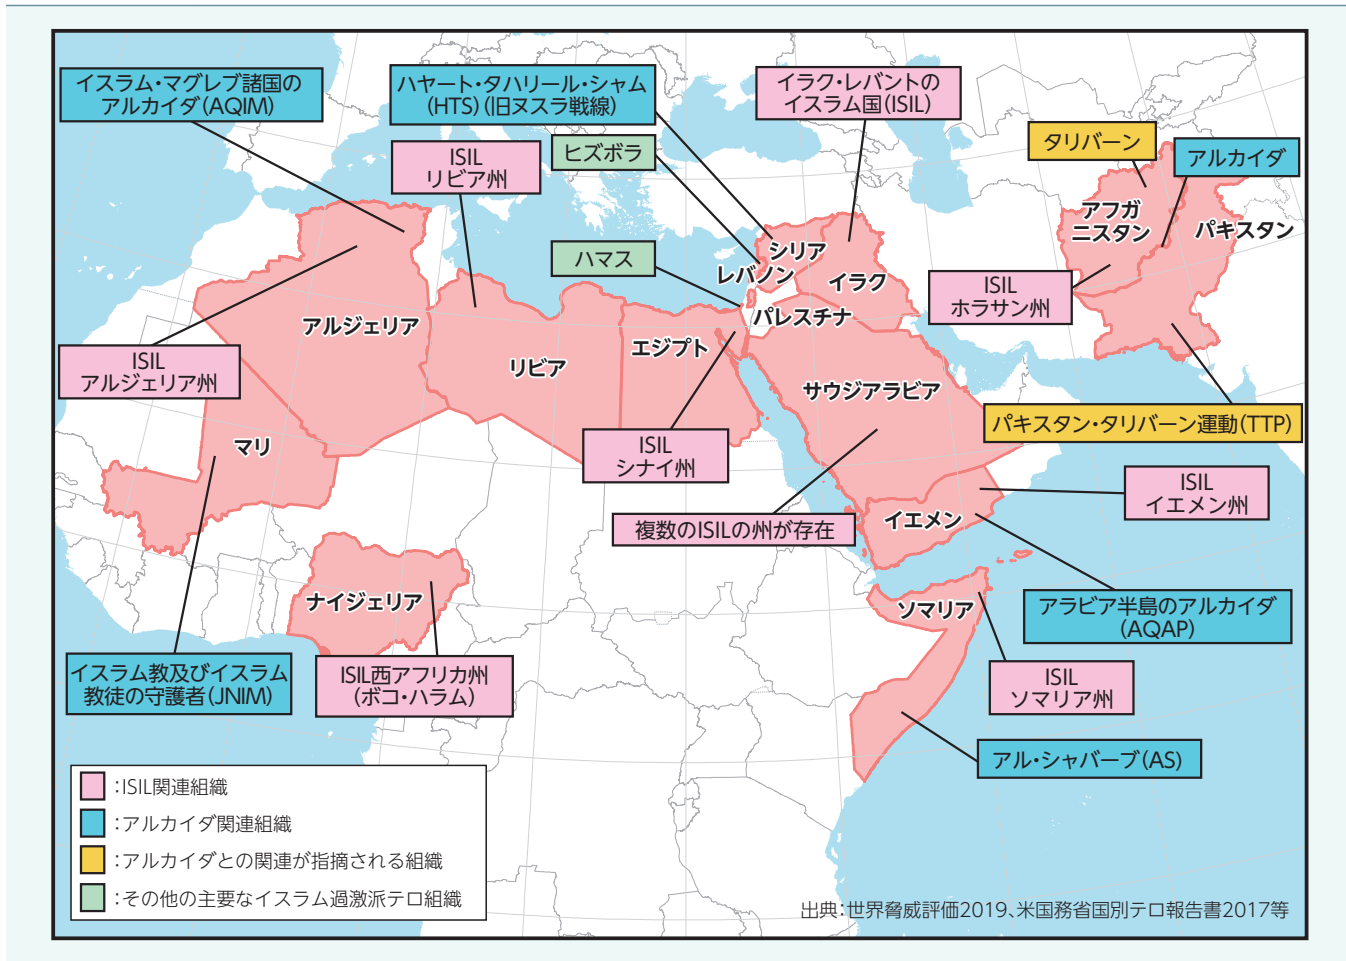 イスラム・マグレブ諸国の
アルカイダ(AQIM)
ハヤート・タハリール・シャム
(HTS)(旧ヌスラ戦線)
イラク・レバントの
イスラム国(ISIL)
タリバーン
アルカイダ
ヒズボラ
ISIL
リビア州
ハマス
アフガ
ニスタン
パキスタン
シリア
レバノン
イラク
ISIL
ホラサン州
パレスチナ
アルジェリア
エジプト
リビア
ISIL
アルジェリア州
サウジアラビア
パキスタン・タリバーン運動(TTP)
マリ
ISIL
シナイ州
ISIL
イエメン州
複数のISILの州が存在
イエメン
ナイジェリア
ソマリア
アラビア半島のアルカイダ
(AQAP)
イスラム教及びイスラム
教徒の守護者(JNIM)
ISIL西アフリカ州
(ボコ・ハラム)
ISIL
ソマリア州
アル・シャバーブ(AS)
:ISIL関連組織
:アルカイダ関連組織
:アルカイダとの関連が指摘される組織
:その他の主要なイスラム過激派テロ組織
出典:世界脅威評価2019、米国務省国別テロ報告書2017等